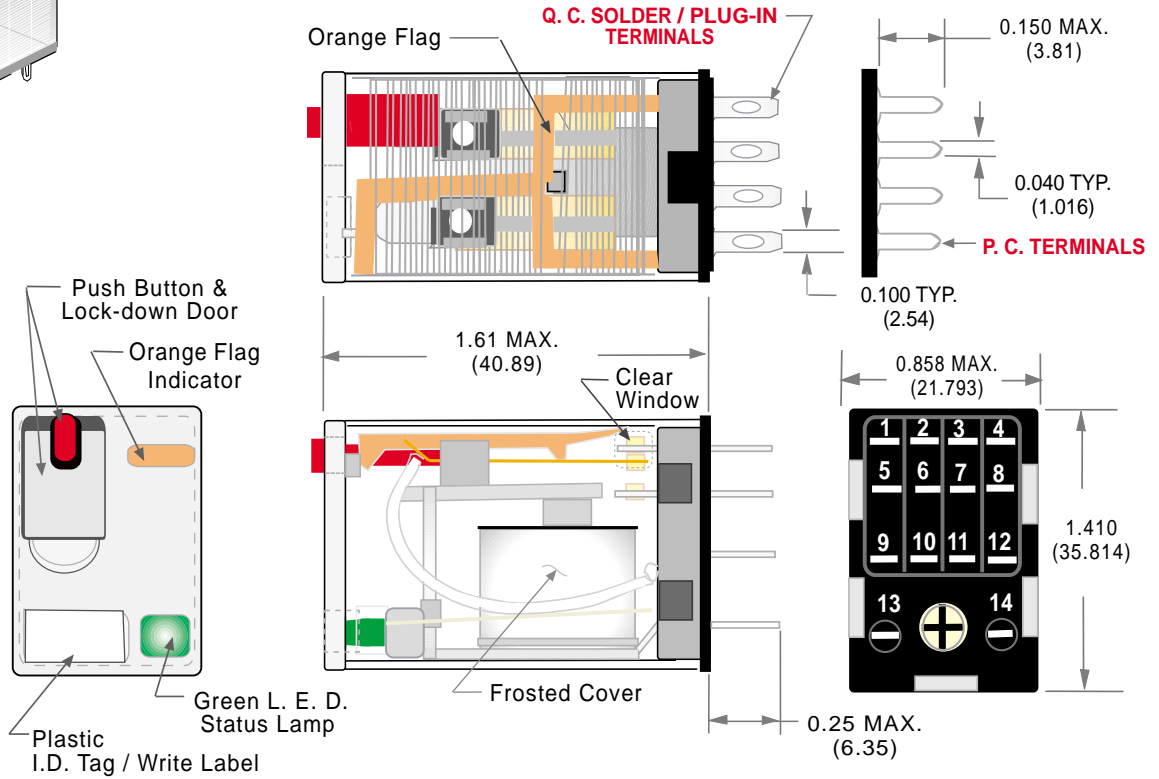 Q. C. SOLDER / PLUG-IN
TERMINALS
Orange Flag
0.150 MAX.
(3.81)
0.040 TYP.
(1.016)
P. C. TERMINALS
0.100 TYP.
(2.54)
Push Button &
Lock-down Door
Orange Flag
Indicator
1.61 MAX.
(40.89)
Clear
Window
0.858 MAX.
(21.793)
1 2 3 4
5 6 7 8
9 10 11 12
13 14
1.410
(35.814)
Frosted Cover
Green L. E. D.
Status Lamp
0.25 MAX.
(6.35)
Plastic
I.D. Tag / Write Label